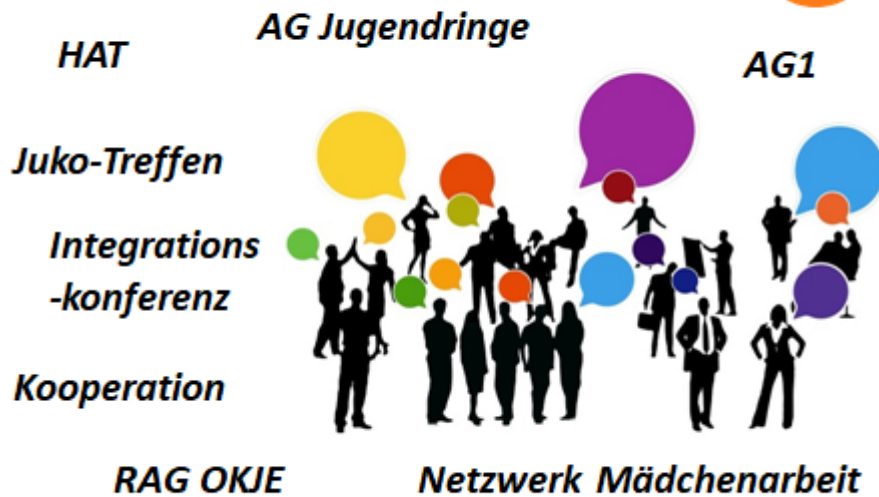 AG Jugendringe
HAT
AG1
Juko-Treffen
Integrations
-konferenz
Kooperation
RAG OKJE
Netzwerk Mädchenarbeit